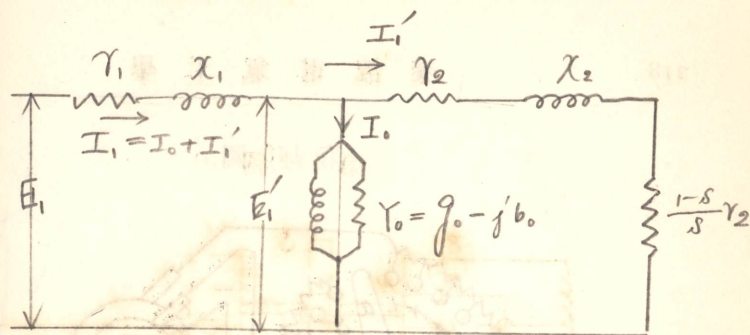 I₁′
r₁ x₁ r₂ x₂
I₁ = I₀ + I₁′
I₀
E₁
E₁′
Y₀ = g₀ - jb₀
1-s/s r₂